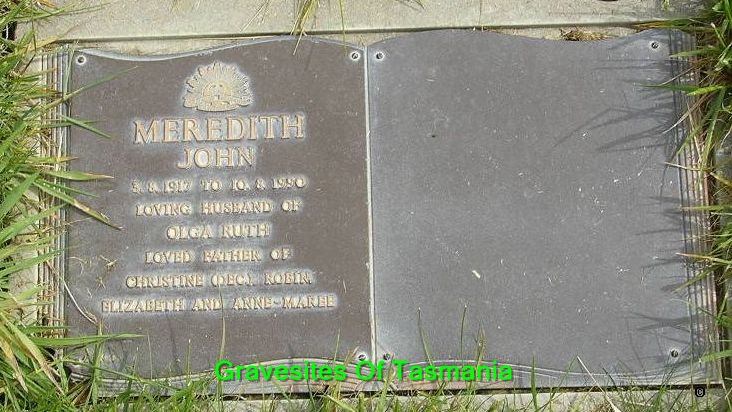 MEREDITH
JOHN
5. 8. 1917 TO 10. 8. 1990
LOVING HUSBAND OF
OLGA RUTH
LOVED FATHER OF
CHRISTINE (DEC), ROBIN,
ELIZABETH AND ANNE-MAREE
Gravesites Of Tasmania